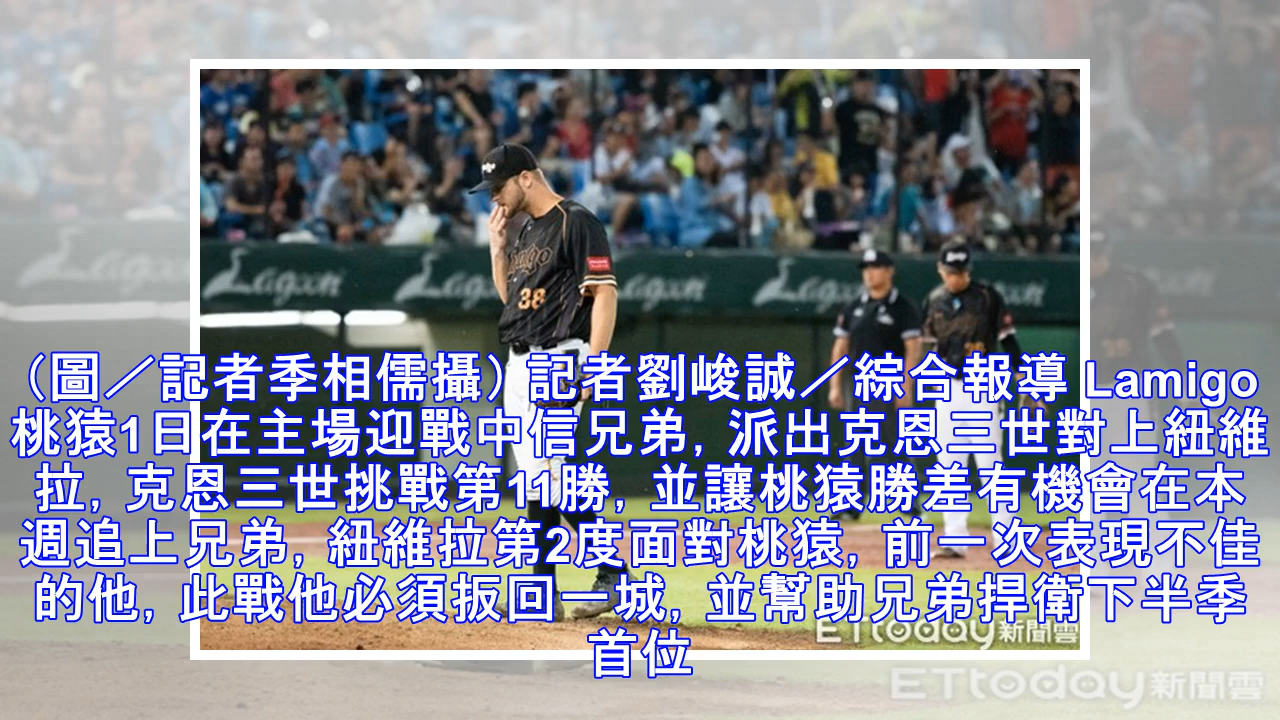 Lagoon
Lagoon
Lagoon
Lagoon
Lamigo
38
(圖／記者季相儒攝) 記者劉峻誠／綜合報導 Lamigo
桃猿1日在主場迎戰中信兄弟, 派出克恩三世對上紐維
拉, 克恩三世挑戰第11勝, 並讓桃猿勝差有機會在本
週追上兄弟, 紐維拉第2度面對桃猿, 前一次表現不佳
的他, 此戰他必須扳回一城, 並幫助兄弟捍衛下半季
首位
ETtoday新聞雲
ETtoday新聞雲